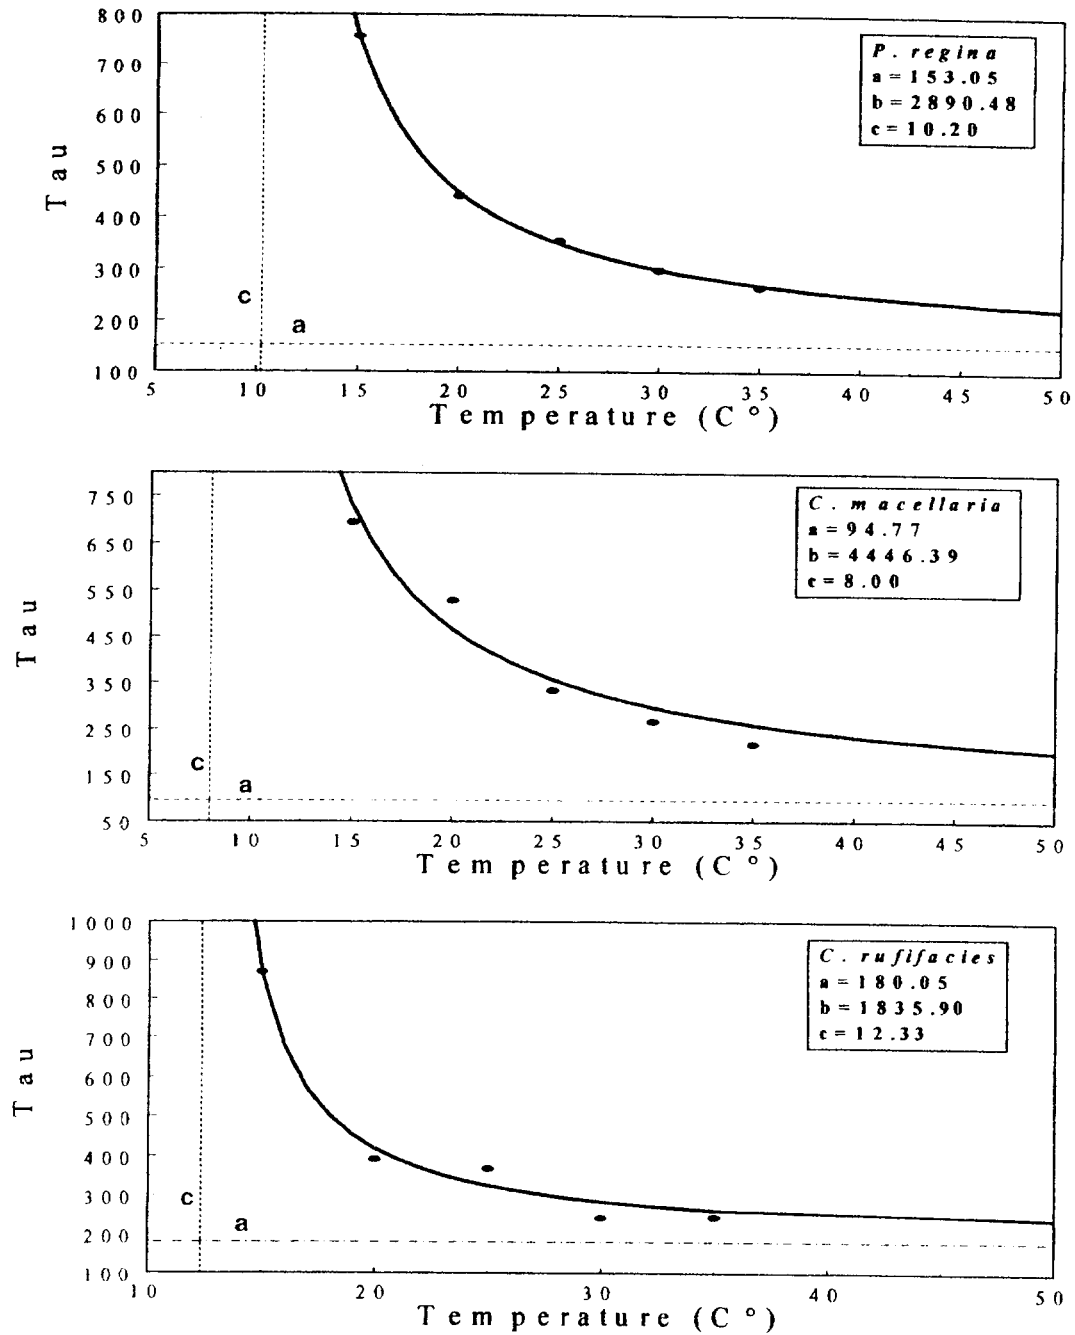 800
700
600
500
400
300
200
100
Tau
P. regina
a=153.05
b=2890.48
c=10.20
c
a
5 10 15 20 25 30 35 40 45 50
Temperature (C°)
750
650
550
450
350
250
150
50
Tau
C. macellaria
a=94.77
b=4446.39
c=8.00
c
a
5 10 15 20 25 30 35 40 45 50
Temperature (C°)
1000
900
800
700
600
500
400
300
200
100
Tau
C. rufifacies
a=180.05
b=1835.90
c=12.33
c
a
10 20 30 40 50
Temperature (C°)